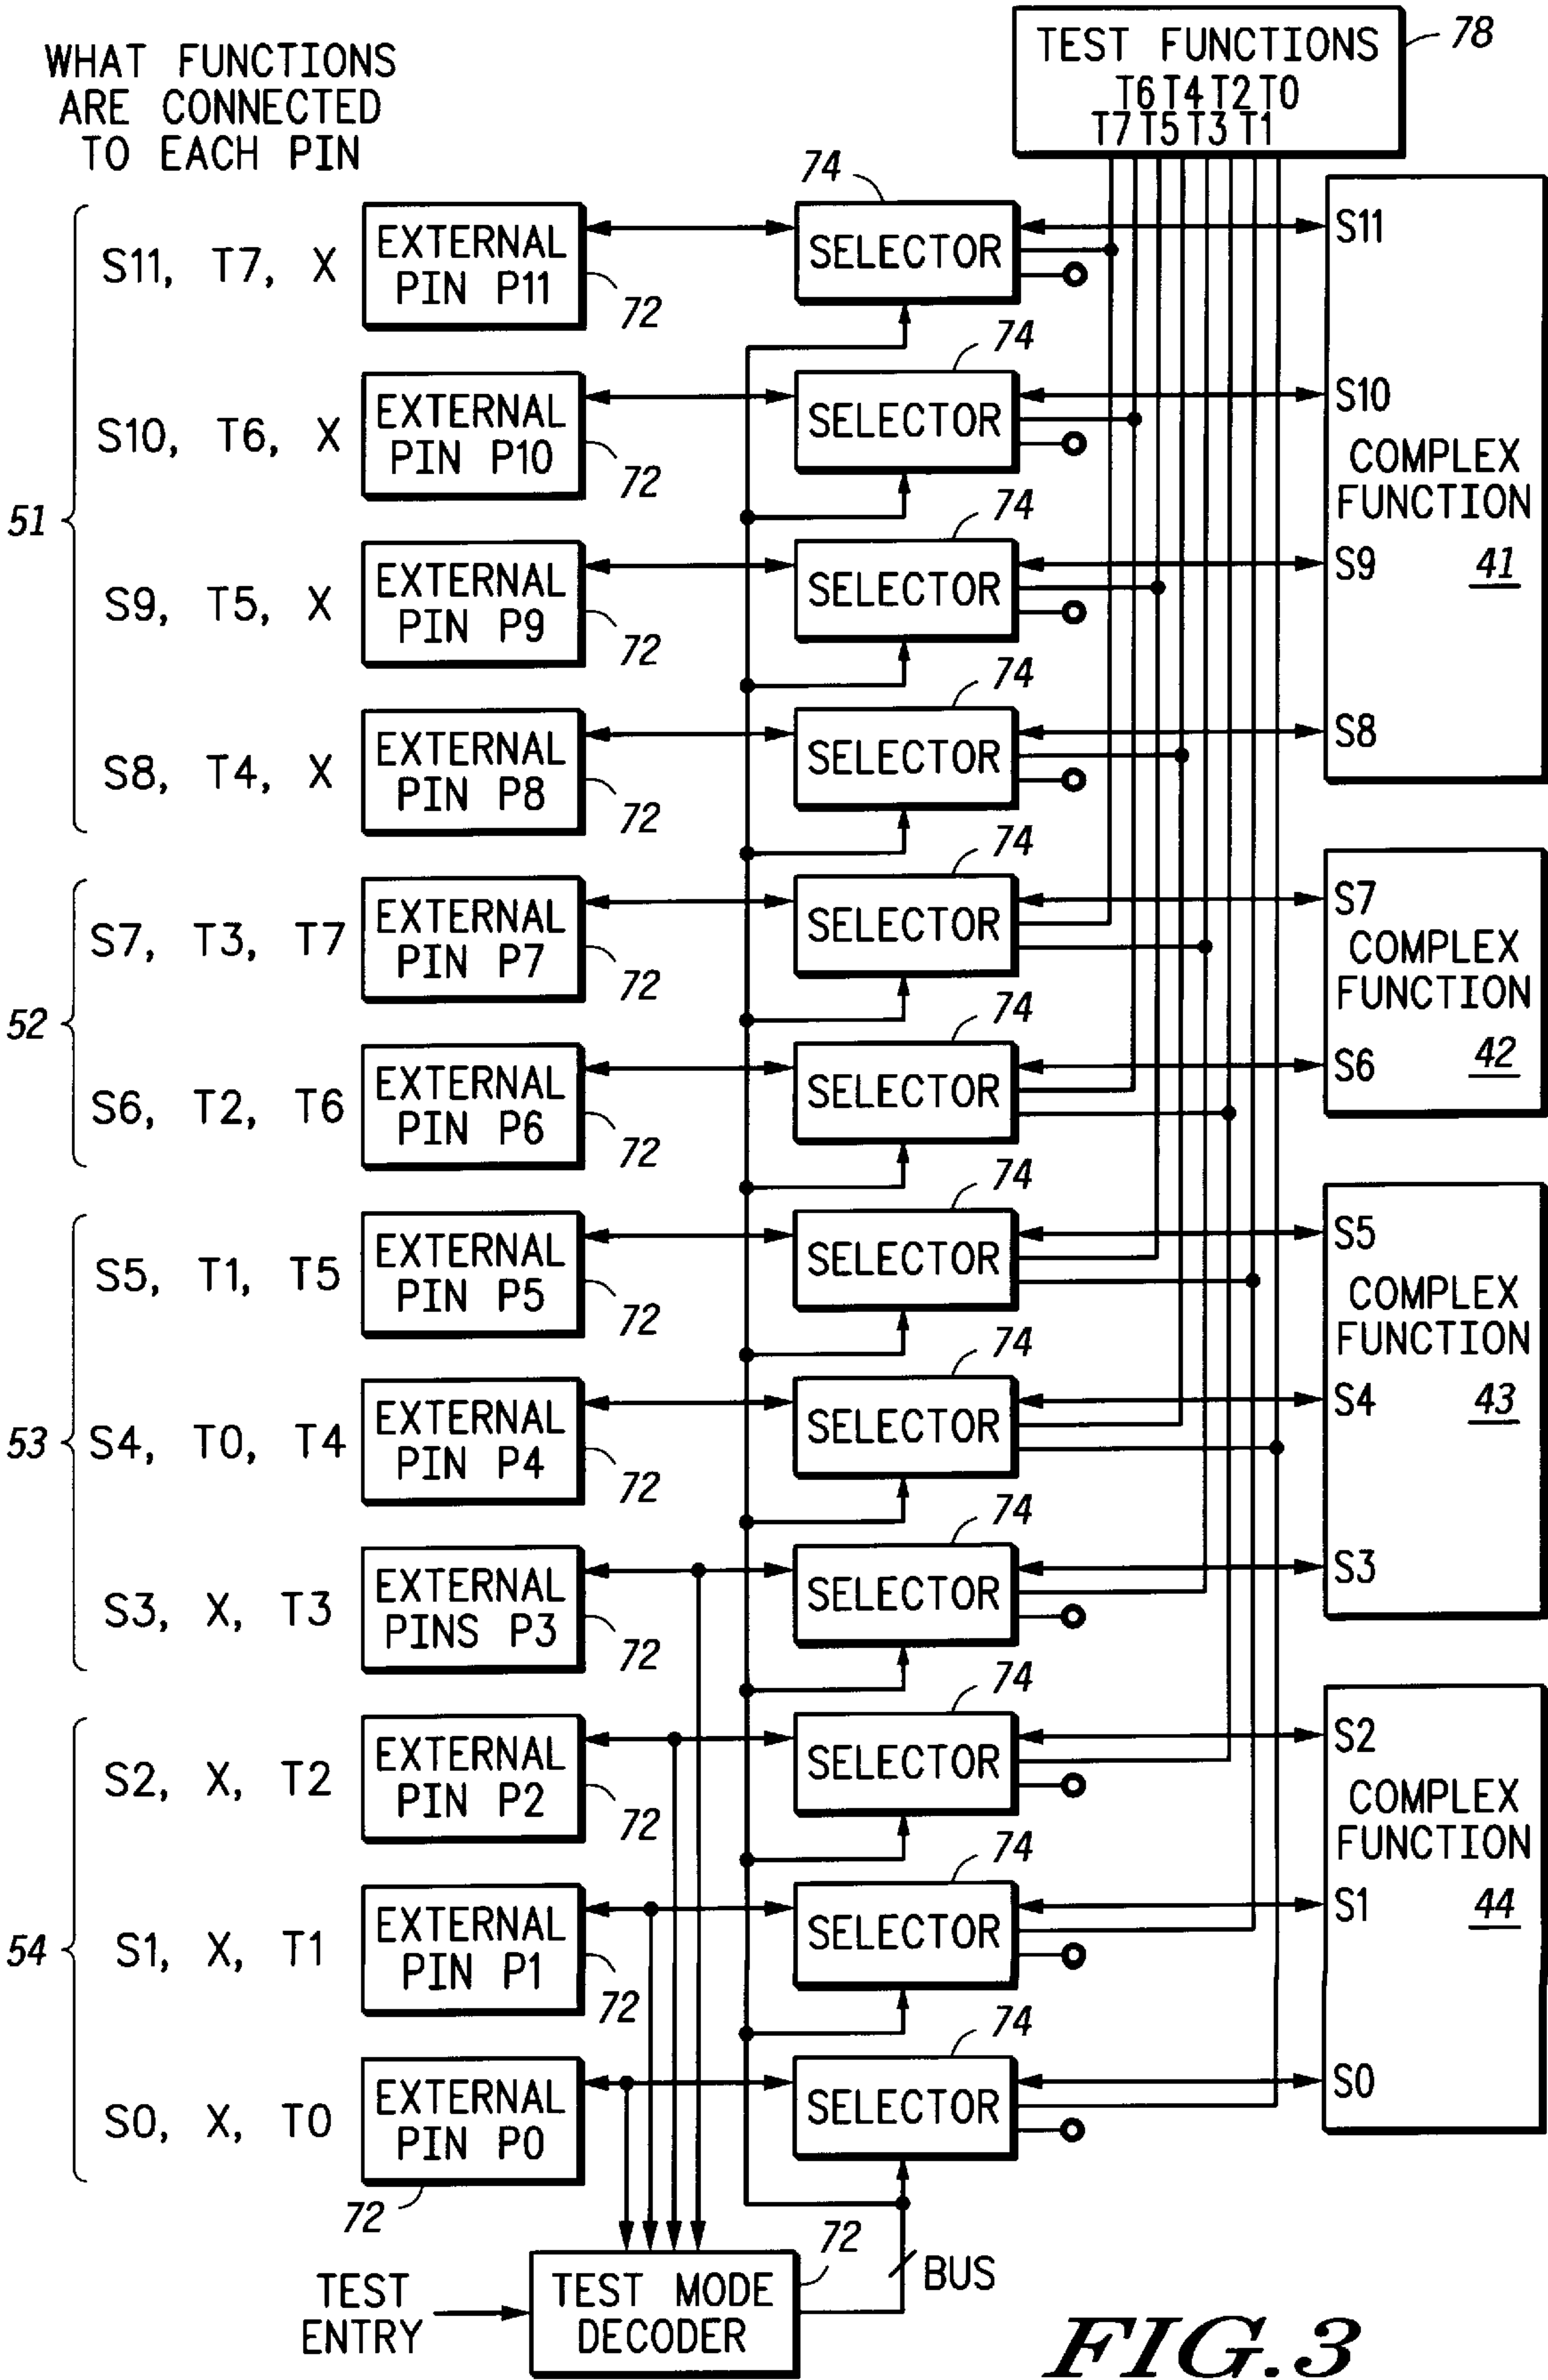 WHAT FUNCTIONS
ARE CONNECTED
TO EACH PIN
TEST FUNCTIONS
T6 T4 T2 T0
T7 T5 T3 T1
78
51
S11, T7, X
EXTERNAL
PIN P11
72
74
SELECTOR
S11
S10, T6, X
EXTERNAL
PIN P10
72
74
SELECTOR
S10
COMPLEX
FUNCTION
41
S9, T5, X
EXTERNAL
PIN P9
72
74
SELECTOR
S9
S8, T4, X
EXTERNAL
PIN P8
72
74
SELECTOR
S8
52
S7, T3, T7
EXTERNAL
PIN P7
72
74
SELECTOR
S7
COMPLEX
FUNCTION
42
S6, T2, T6
EXTERNAL
PIN P6
72
74
SELECTOR
S6
53
S5, T1, T5
EXTERNAL
PIN P5
72
74
SELECTOR
S5
COMPLEX
FUNCTION
43
S4, T0, T4
EXTERNAL
PIN P4
72
74
SELECTOR
S4
S3, X, T3
EXTERNAL
PINS P3
72
74
SELECTOR
S3
54
S2, X, T2
EXTERNAL
PIN P2
72
74
SELECTOR
S2
COMPLEX
FUNCTION
44
S1, X, T1
EXTERNAL
PIN P1
72
74
SELECTOR
S1
S0, X, T0
EXTERNAL
PIN P0
72
74
SELECTOR
S0
TEST
ENTRY
TEST MODE
DECODER
72
BUS
FIG.3